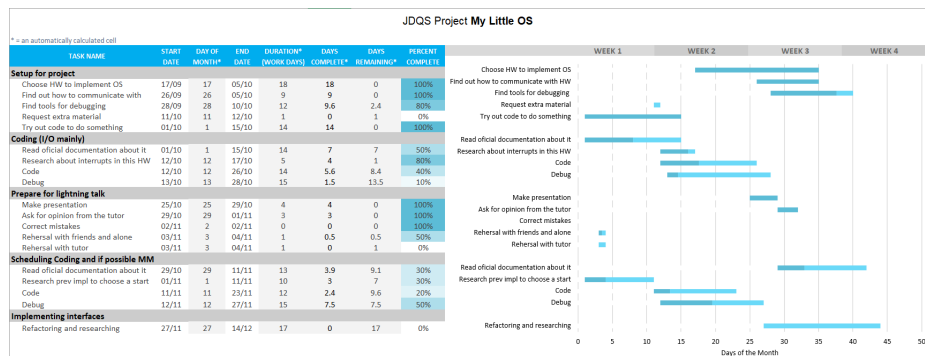 JDQS Project My Little OS
* = an automatically calculated cell
TASK NAME START DATE DAY OF MONTH* END DATE DURATION* (WORK DAYS) DAYS COMPLETE* DAYS REMAINING* PERCENT COMPLETE
Setup for project
Choose HW to implement OS 17/09 17 05/10 18 18 0 100%
Find out how to communicate with 26/09 26 05/10 9 9 0 100%
Find tools for debugging 28/09 28 10/10 12 9.6 2.4 80%
Request extra material 11/10 11 12/10 1 0 1 0%
Try out code to do something 01/10 1 15/10 14 14 0 100%
Coding (I/O mainly)
Read oficial documentation about it 01/10 1 15/10 14 7 7 50%
Research about interrupts in this HW 12/10 12 17/10 5 4 1 80%
Code 12/10 12 26/10 14 5.6 8.4 40%
Debug 13/10 13 28/10 15 1.5 13.5 10%
Prepare for lightning talk
Make presentation 25/10 25 29/10 4 4 0 100%
Ask for opinion from the tutor 29/10 29 01/11 3 3 0 100%
Correct mistakes 02/11 2 02/11 0 0 0 100%
Rehersal with friends and alone 03/11 3 04/11 1 0.5 0.5 50%
Rehersal with tutor 03/11 3 04/11 1 0 1 0%
Scheduling Coding and if possible MM
Read oficial documentation about it 29/10 29 11/11 13 3.9 9.1 30%
Research prev impl to choose a start 01/11 1 11/11 10 3 7 30%
Code 11/11 11 23/11 12 2.4 9.6 20%
Debug 12/11 12 27/11 15 7.5 7.5 50%
Implementing interfaces
Refactoring and researching 27/11 27 14/12 17 0 17 0%
WEEK 1 WEEK 2 WEEK 3 WEEK 4
Choose HW to implement OS
Find out how to communicate with HW
Find tools for debugging
Request extra material
Try out code to do something
Read oficial documentation about it
Research about interrupts in this HW
Code
Debug
Make presentation
Ask for opinion from the tutor
Correct mistakes
Rehersal with friends and alone
Rehersal with tutor
Read oficial documentation about it
Research prev impl to choose a start
Code
Debug
Refactoring and researching
0 5 10 15 20 25 30 35 40 45 50
Days of the Month